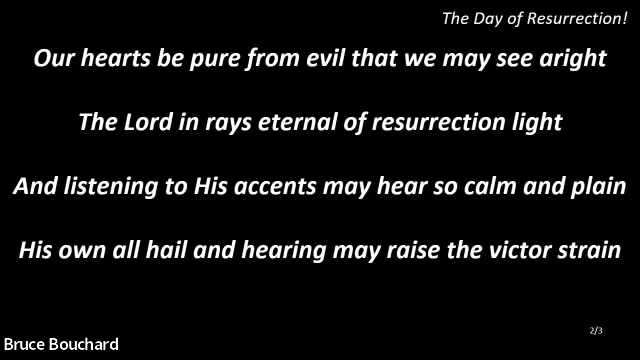 The Day of Resurrection!
Our hearts be pure from evil that we may see aright
The Lord in rays eternal of resurrection light
And listening to His accents may hear so calm and plain
His own all hail and hearing may raise the victor strain
2/3
Bruce Bouchard